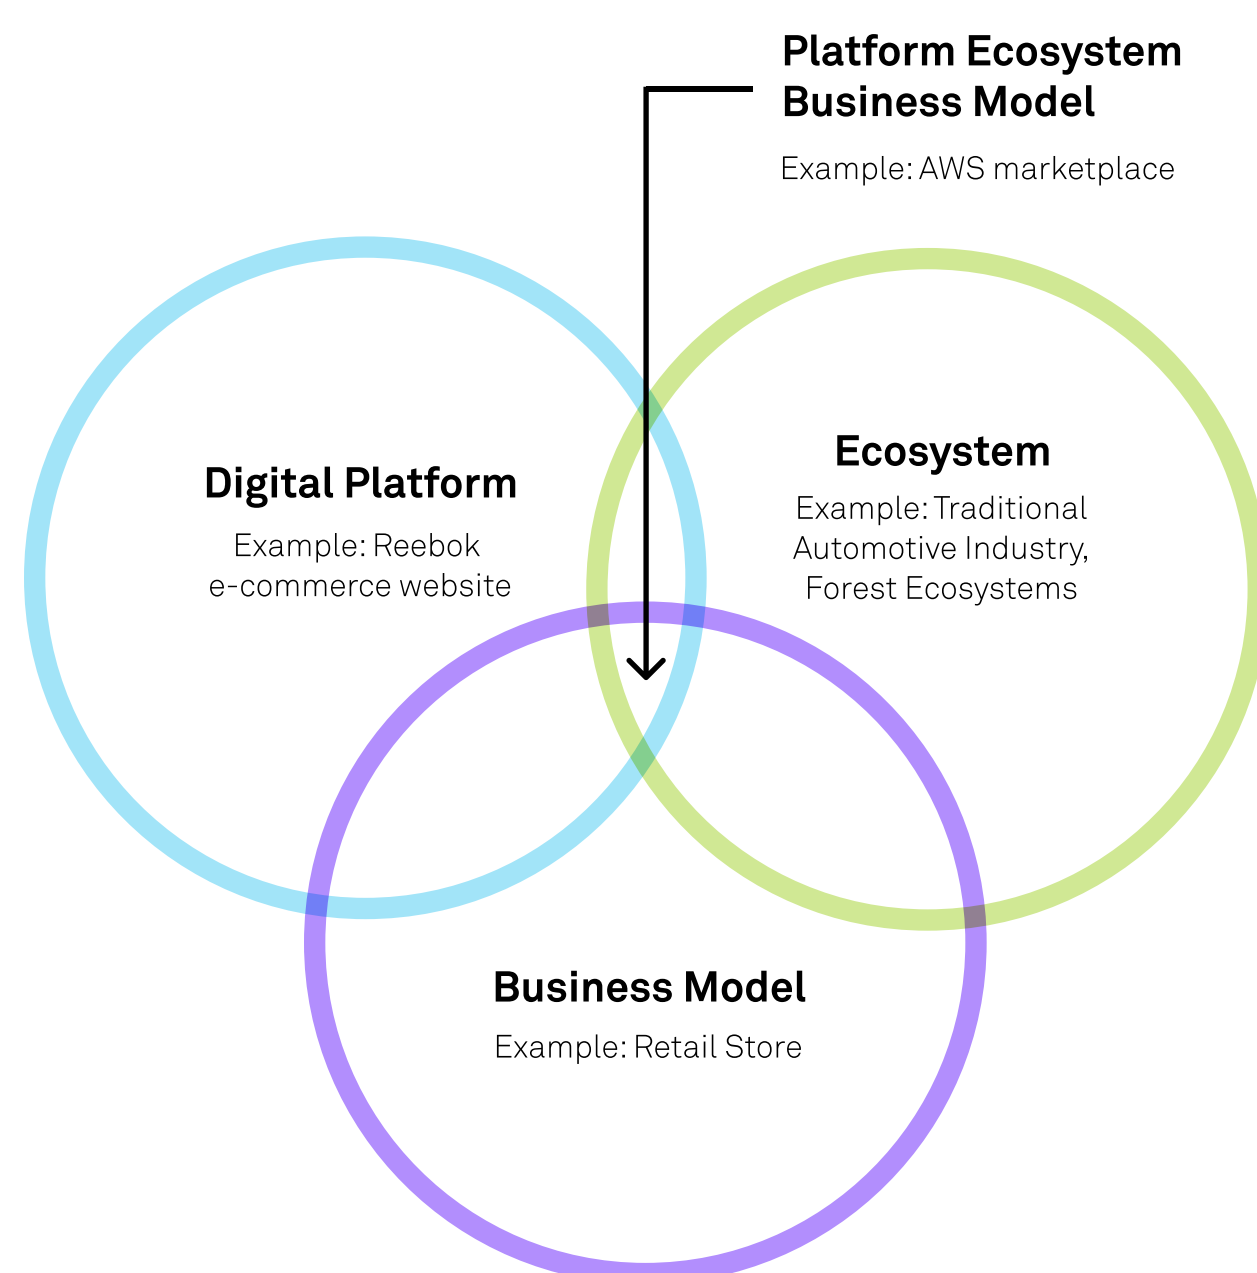 Platform Ecosystem
Business Model
Example: AWS marketplace
Digital Platform
Example: Reebok
e-commerce website
Ecosystem
Example: Traditional
Automotive Industry,
Forest Ecosystems
Business Model
Example: Retail Store